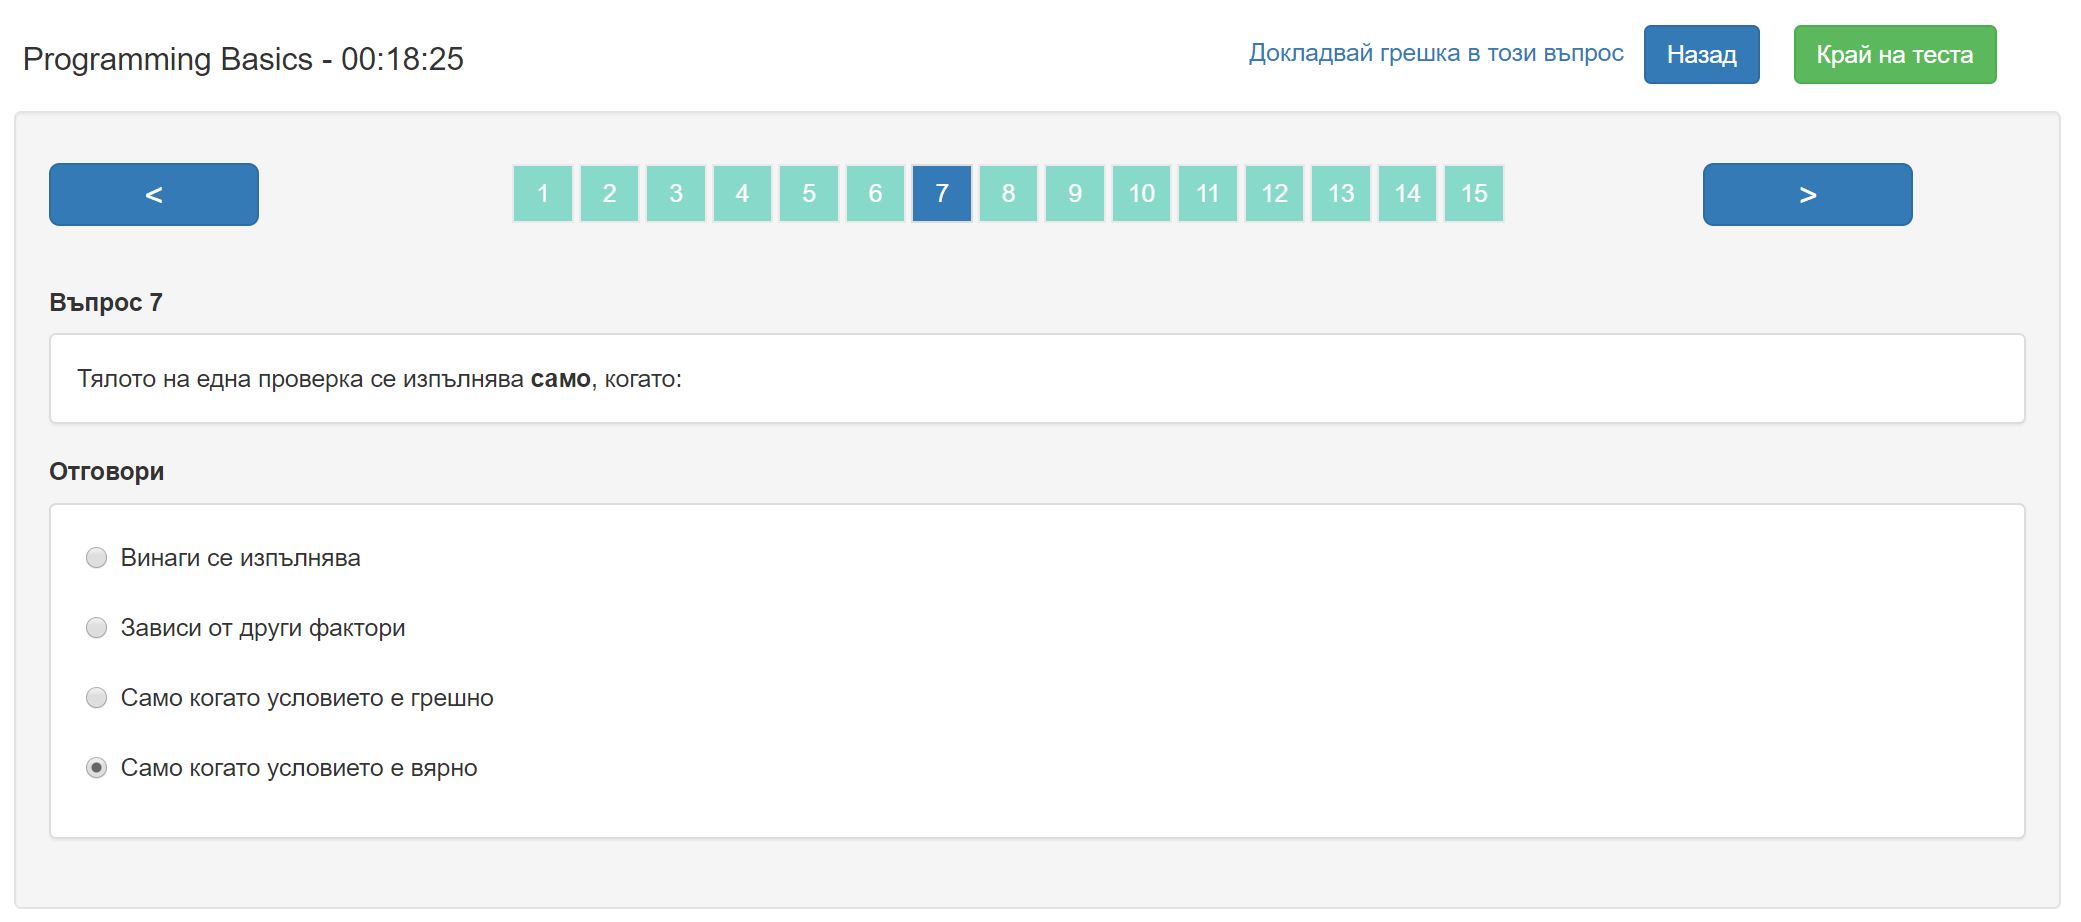 Programming Basics - 00:18:25
Докладвай грешка в този въпрос
Назад
Край на теста
<
1 2 3 4 5 6 7 8 9 10 11 12 13 14 15
>
Въпрос 7
Тялото на една проверка се изпълнява само, когато:
Отговори
Винаги се изпълнява
Зависи от други фактори
Само когато условието е грешно
Само когато условието е вярно